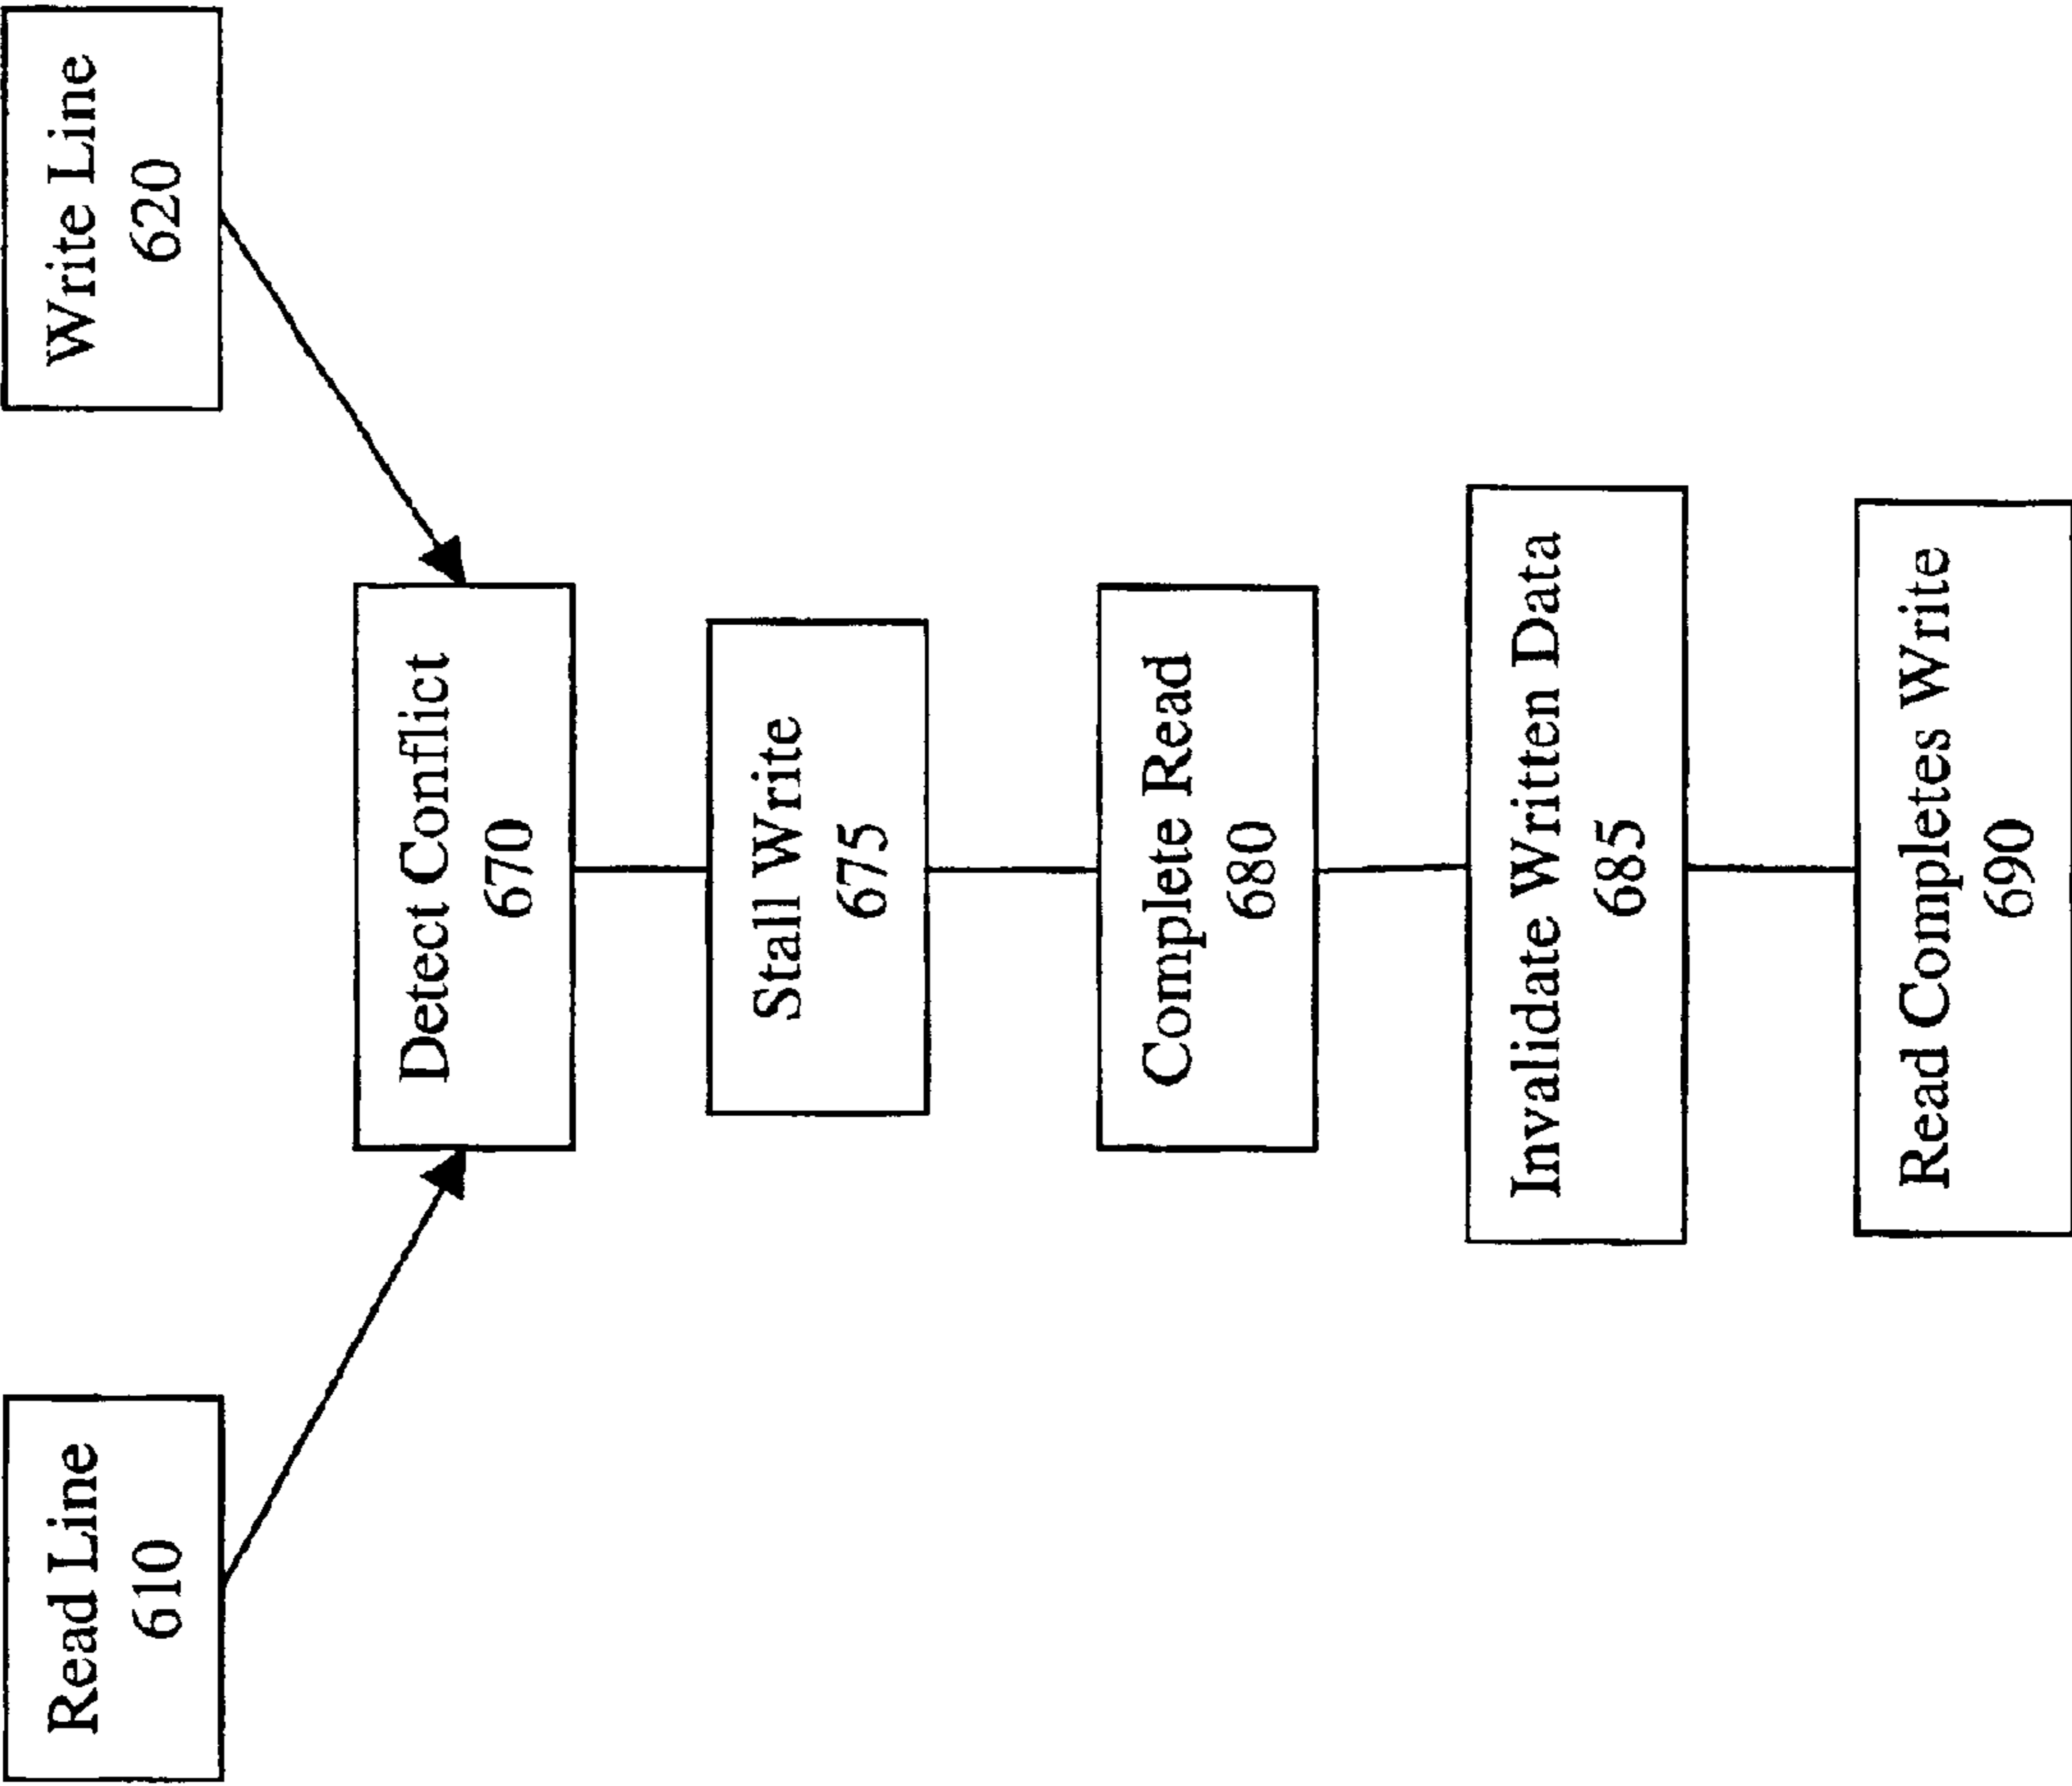 Read Line
610
Write Line
620
Detect Conflict
670
Stall Write
675
Complete Read
680
Invalidate Written Data
685
Read Completes Write
690